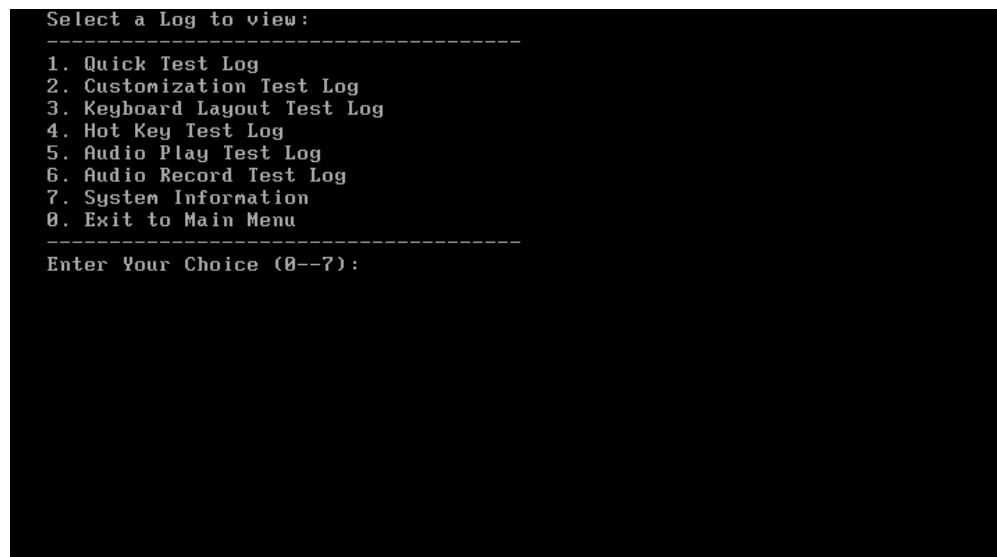 Select a Log to view:
--------------------------------------
1. Quick Test Log
2. Customization Test Log
3. Keyboard Layout Test Log
4. Hot Key Test Log
5. Audio Play Test Log
6. Audio Record Test Log
7. System Information
0. Exit to Main Menu
--------------------------------------
Enter Your Choice (0--7):